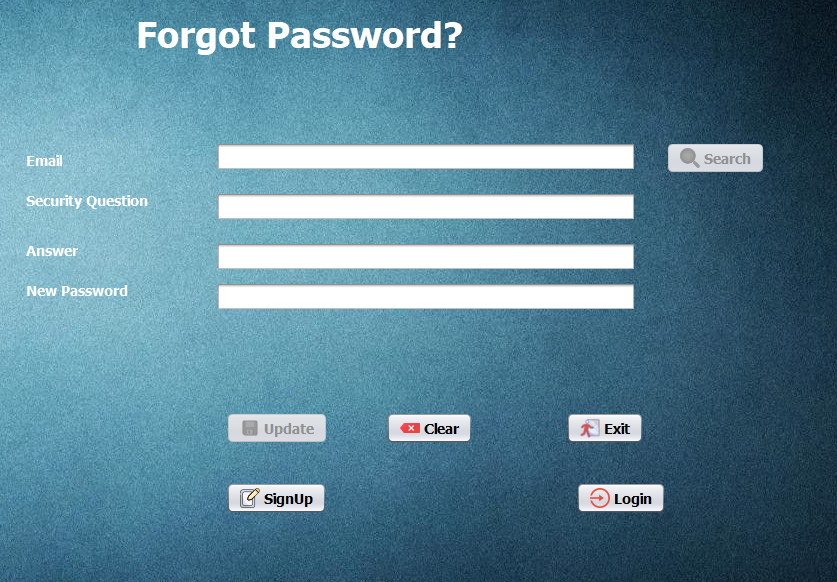 Forgot Password?
Email
Search
Security Question
Answer
New Password
Update
Clear
Exit
SignUp
Login